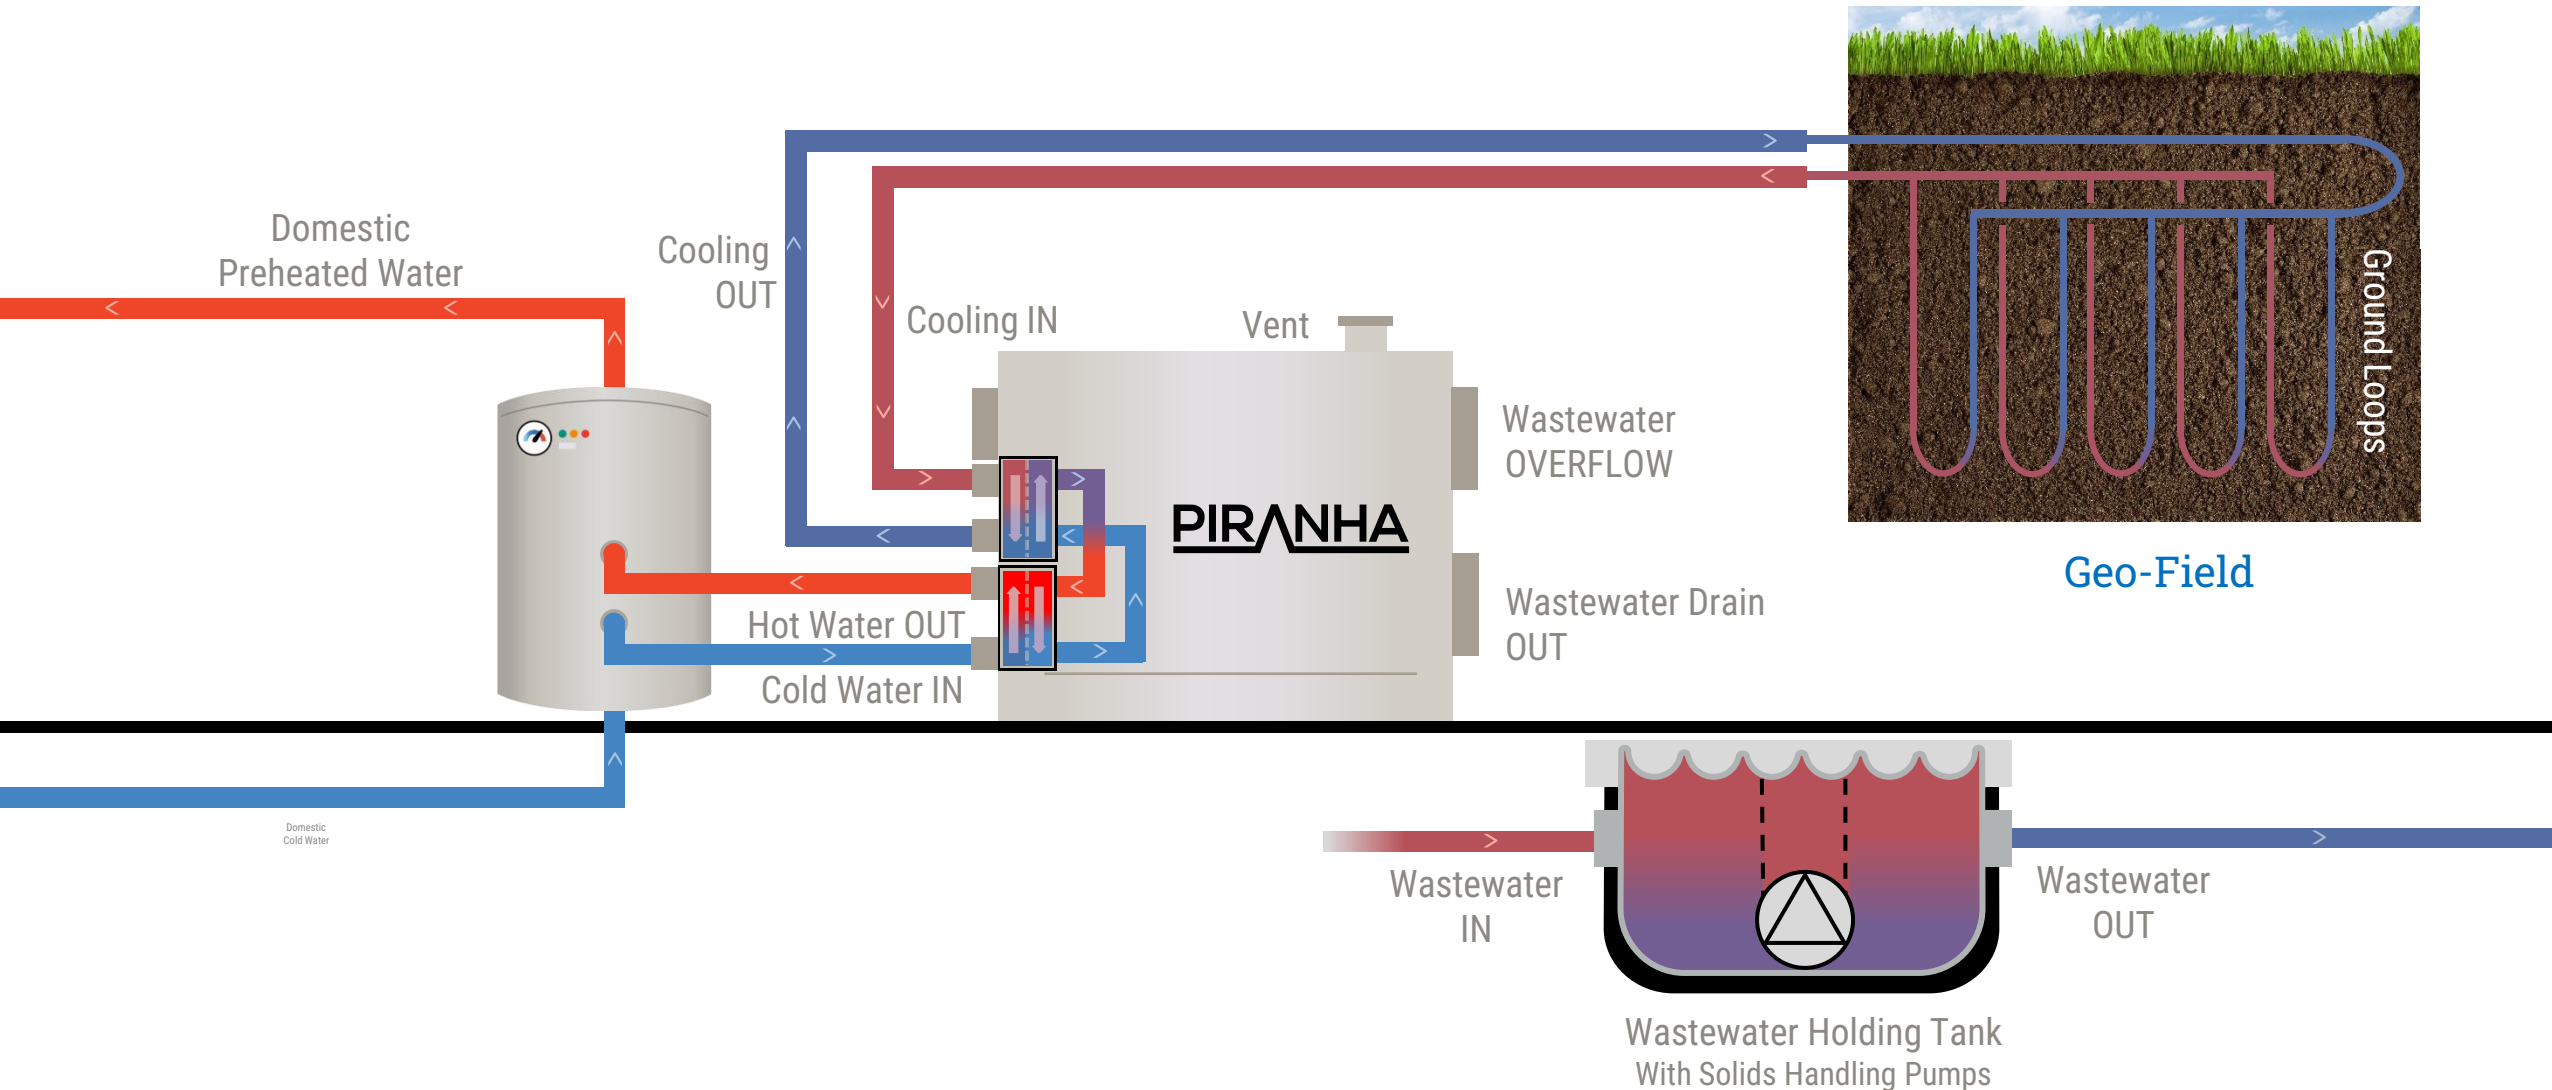 Domestic
Preheated Water
Cooling
OUT
Cooling IN
Vent
Ground Loops
Wastewater
OVERFLOW
PIRANHA
Geo-Field
Wastewater Drain
OUT
Hot Water OUT
Cold Water IN
Domestic
Cold Water
Wastewater
IN
Wastewater
OUT
Wastewater Holding Tank
With Solids Handling Pumps